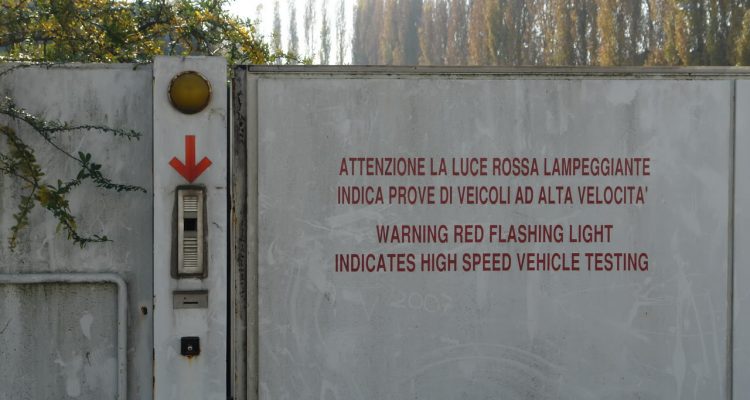 ATTENZIONE LA LUCE ROSSA LAMPEGGIANTE
INDICA PROVE DI VEICOLI AD ALTA VELOCITA'
WARNING RED FLASHING LIGHT
INDICATES HIGH SPEED VEHICLE TESTING
2007